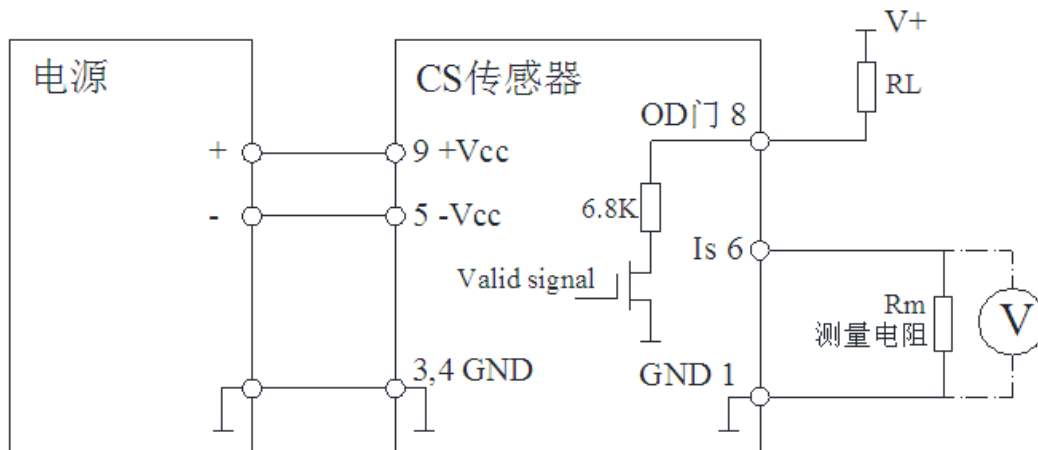 V+
电源
CS传感器
RL
OD门 8
+
9 +Vcc
6.8K
-
5 -Vcc
Is 6
Valid signal
Rm
测量电阻
V
3,4 GND
GND 1